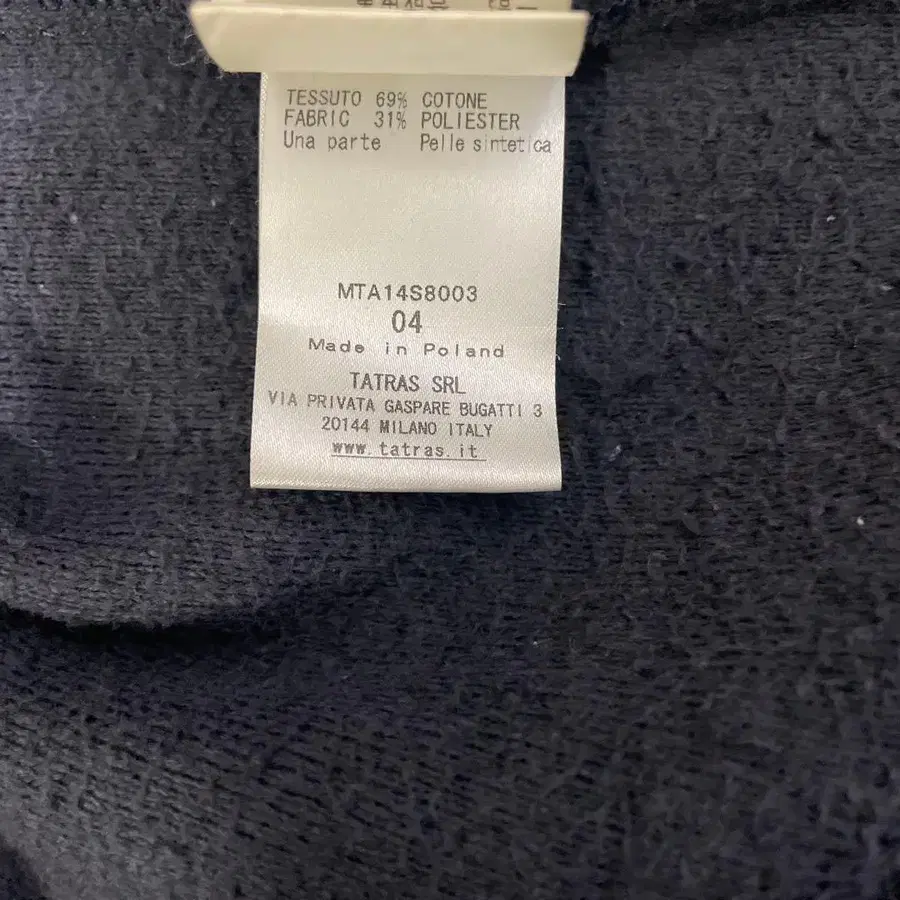 TESSUTO 69% COTONE
FABRIC 31% POLIESTER
Una parte Pelle sintetica
MTA14S8003
04
Made in Poland
TATRAS SRL
VIA PRIVATA GASPARE BUGATTI 3
20144 MILANO ITALY
www.tatras.it